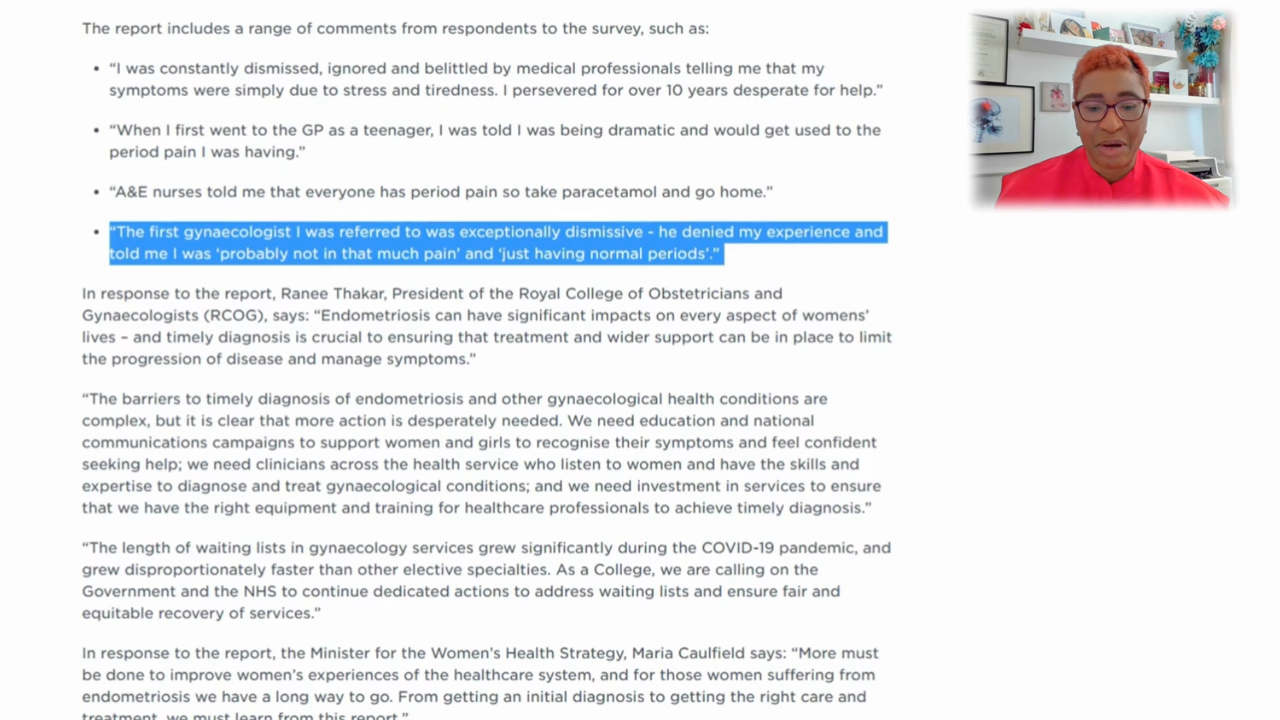 The report includes a range of comments from respondents to the survey, such as:
• “I was constantly dismissed, ignored and belittled by medical professionals telling me that my
symptoms were simply due to stress and tiredness. I persevered for over 10 years desperate for help.”
• “When I first went to the GP as a teenager, I was told I was being dramatic and would get used to the
period pain I was having.”
• “A&E nurses told me that everyone has period pain so take paracetamol and go home.”
• “The first gynaecologist I was referred to was exceptionally dismissive - he denied my experience and
told me I was ‘probably not in that much pain’ and ‘just having normal periods’.”
In response to the report, Ranee Thakar, President of the Royal College of Obstetricians and
Gynaecologists (RCOG), says: “Endometriosis can have significant impacts on every aspect of womens’
lives – and timely diagnosis is crucial to ensuring that treatment and wider support can be in place to limit
the progression of disease and manage symptoms.”
“The barriers to timely diagnosis of endometriosis and other gynaecological health conditions are
complex, but it is clear that more action is desperately needed. We need education and national
communications campaigns to support women and girls to recognise their symptoms and feel confident
seeking help; we need clinicians across the health service who listen to women and have the skills and
expertise to diagnose and treat gynaecological conditions; and we need investment in services to ensure
that we have the right equipment and training for healthcare professionals to achieve timely diagnosis.”
“The length of waiting lists in gynaecology services grew significantly during the COVID-19 pandemic, and
grew disproportionately faster than other elective specialties. As a College, we are calling on the
Government and the NHS to continue dedicated actions to address waiting lists and ensure fair and
equitable recovery of services.”
In response to the report, the Minister for the Women’s Health Strategy, Maria Caulfield says: “More must
be done to improve women’s experiences of the healthcare system, and for those women suffering from
endometriosis we have a long way to go. From getting an initial diagnosis to getting the right care and
treatment, we must learn from this report.”